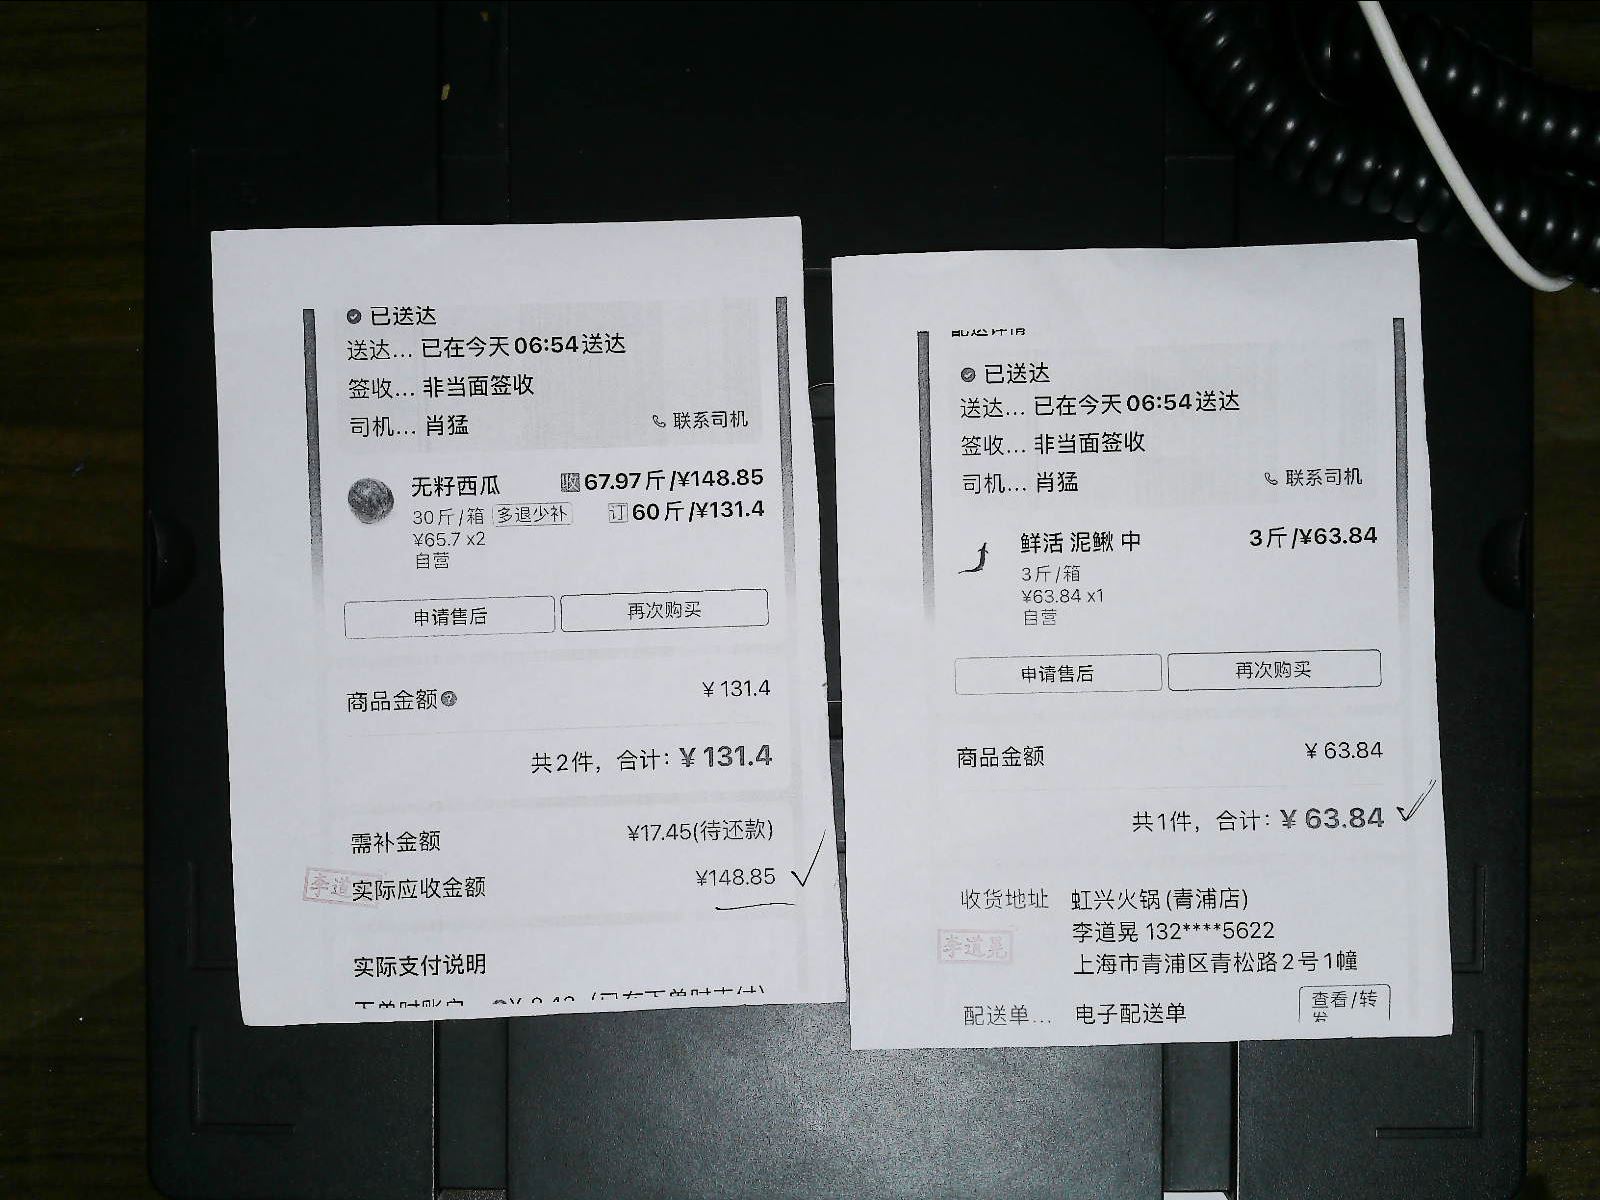 已送达
送达... 已在今天06:54送达
签收... 非当面签收
司机... 肖猛 联系司机
无籽西瓜 收 67.97斤/¥148.85
30斤/箱 多退少补 订 60斤/¥131.4
¥65.7 x2
自营
申请售后 再次购买
商品金额 ¥131.4
共2件，合计：¥131.4
需补金额 ¥17.45(待还款)
实际应收金额 ¥148.85
李道
实际支付说明
配送详情
已送达
送达... 已在今天06:54送达
签收... 非当面签收
司机... 肖猛 联系司机
鲜活 泥鳅 中 3斤/¥63.84
3斤/箱
¥63.84 x1
自营
申请售后 再次购买
商品金额 ¥63.84
共1件，合计：¥63.84
收货地址 虹兴火锅(青浦店)
李道晃 132****5622
李道晃
上海市青浦区青松路2号1幢
配送单... 电子配送单 查看/转
发